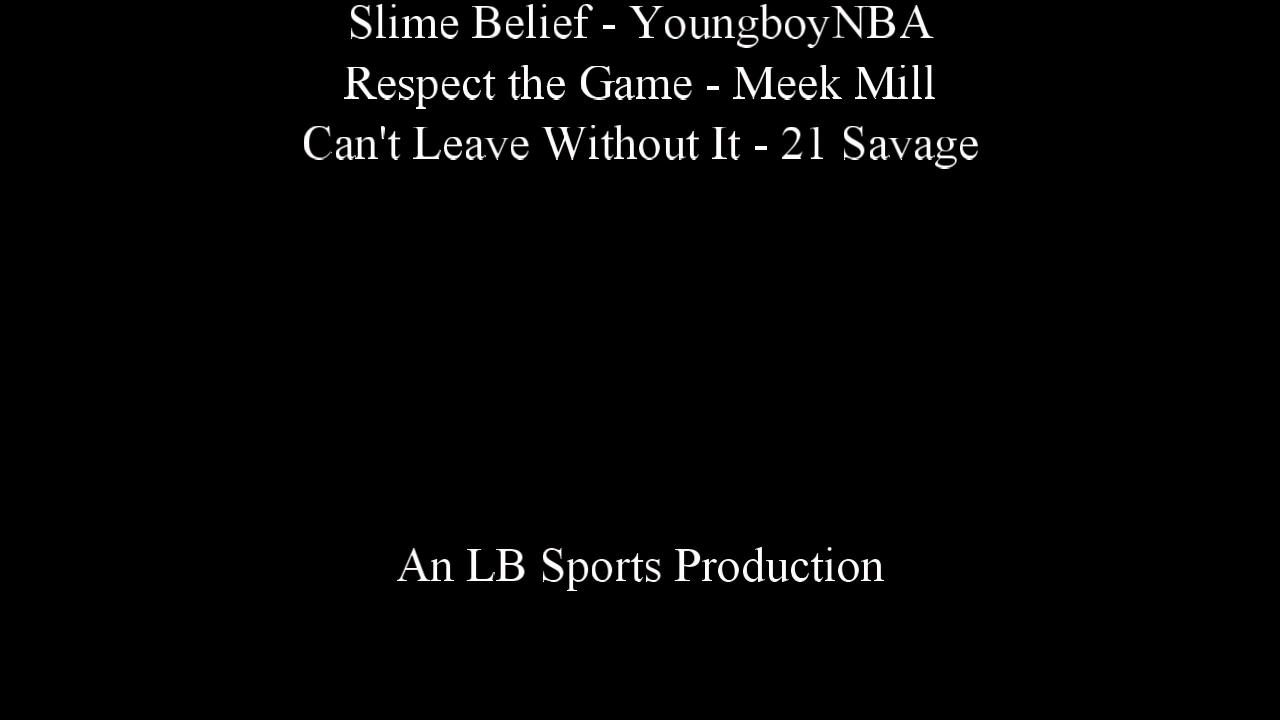 Slime Belief - YoungboyNBA
Respect the Game - Meek Mill
Can't Leave Without It - 21 Savage
An LB Sports Production